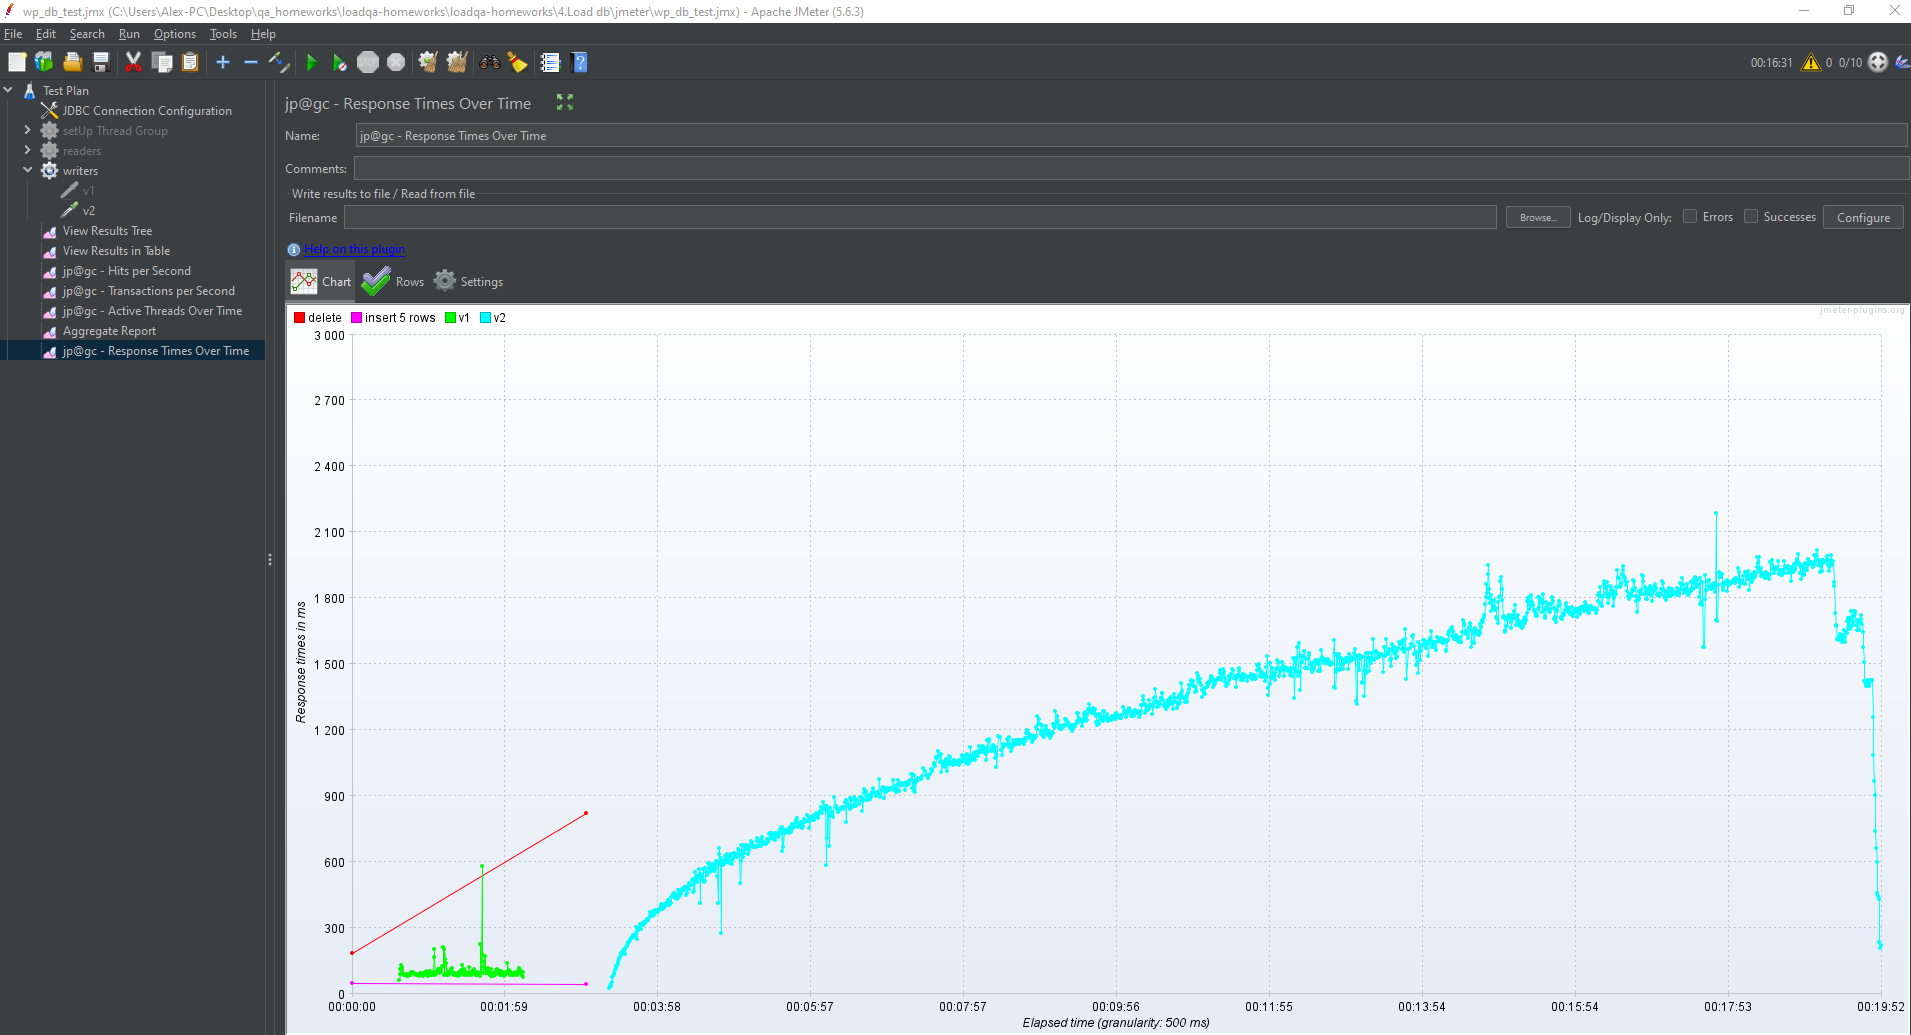 wp_db_test.jmx (C:\Users\Alex-PC\Desktop\qa_homeworks\loadqa-homeworks\loadqa-homeworks\4.Load db\jmeter\wp_db_test.jmx) - Apache JMeter (5.6.3)
File Edit Search Run Options Tools Help
STOP
00:16:31 0 0/10
Test Plan
JDBC Connection Configuration
setUp Thread Group
readers
writers
v1
v2
View Results Tree
View Results in Table
jp@gc - Hits per Second
jp@gc - Transactions per Second
jp@gc - Active Threads Over Time
Aggregate Report
jp@gc - Response Times Over Time
jp@gc - Response Times Over Time
Name: jp@gc - Response Times Over Time
Comments:
Write results to file / Read from file
Filename Browse... Log/Display Only: Errors Successes Configure
Help on this plugin
Chart Rows Settings
delete insert 5 rows v1 v2
jmeter-plugins.org
3 000
2 700
2 400
2 100
1 800
1 500
1 200
900
600
300
0
Response times in ms
00:00:00 00:01:59 00:03:58 00:05:57 00:07:57 00:09:56 00:11:55 00:13:54 00:15:54 00:17:53 00:19:52
Elapsed time (granularity: 500 ms)